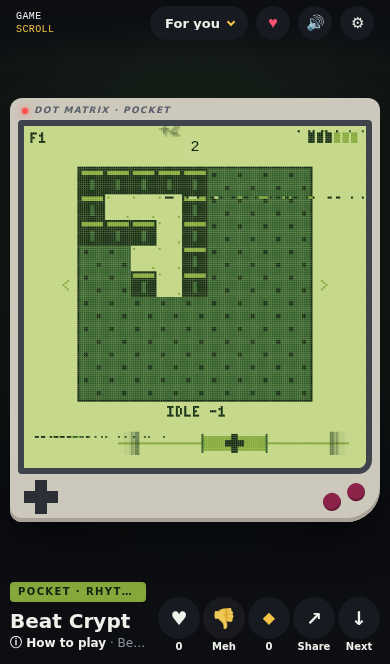 GAME
SCROLL
For you
DOT MATRIX · POCKET
F1
2
IDLE -1
POCKET · RHYT…
Beat Crypt
How to play · Be…
0
Meh
0
Share
Next